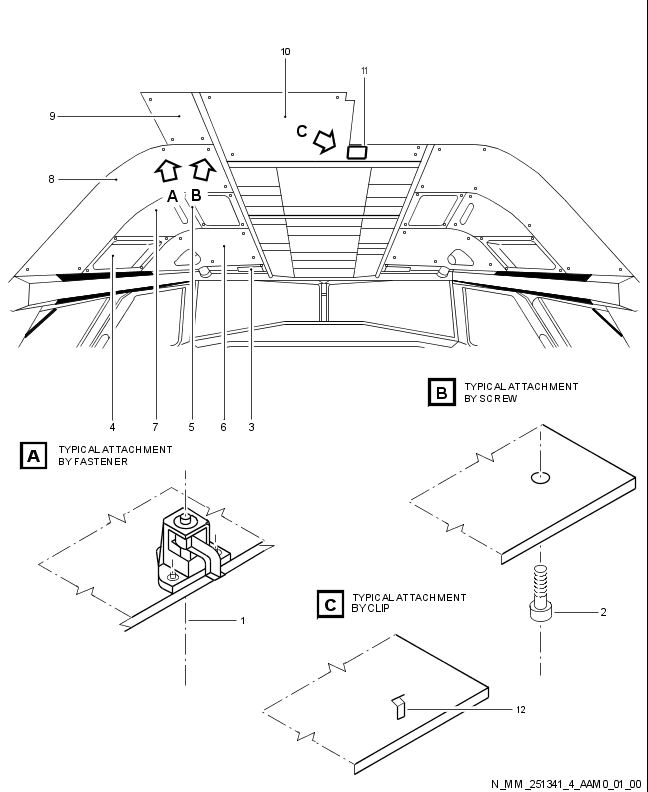 10
11
C
9
8
A B
4
7
5
6
3
B
TYPICAL ATTACHMENT
BY SCREW
A
TYPICAL ATTACHMENT
BY FASTENER
C
TYPICAL ATTACHMENT
BY CLIP
2
1
12
N_MM_251341_4_AAM0_01_00